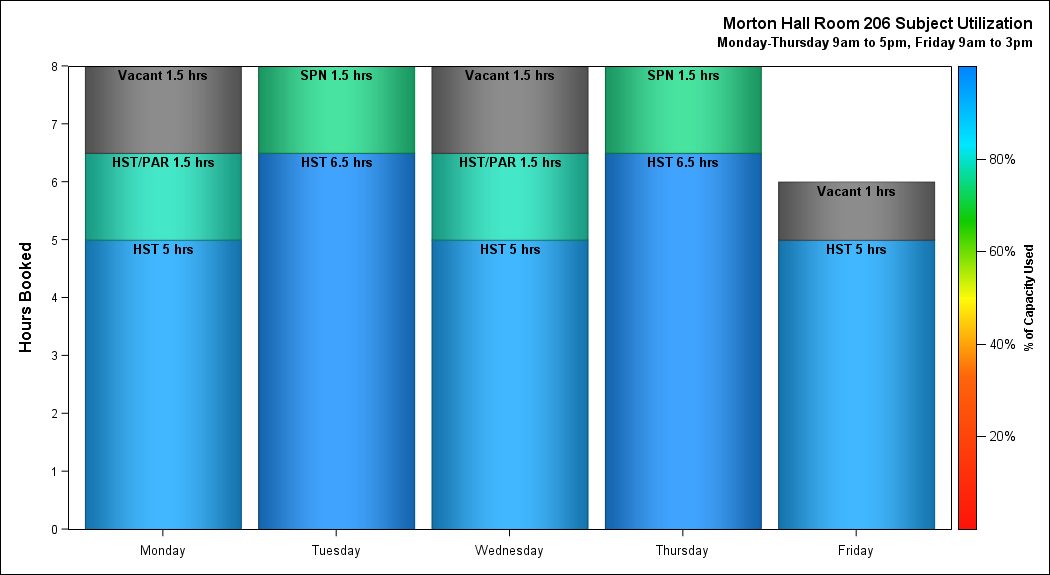 Morton Hall Room 206 Subject Utilization
Monday-Thursday 9am to 5pm, Friday 9am to 3pm
Hours Booked
8
7
6
5
4
3
2
1
0
Vacant 1.5 hrs
HST/PAR 1.5 hrs
HST 5 hrs
SPN 1.5 hrs
HST 6.5 hrs
Vacant 1.5 hrs
HST/PAR 1.5 hrs
HST 5 hrs
SPN 1.5 hrs
HST 6.5 hrs
Vacant 1 hrs
HST 5 hrs
Monday
Tuesday
Wednesday
Thursday
Friday
80%
60%
40%
20%
% of Capacity Used